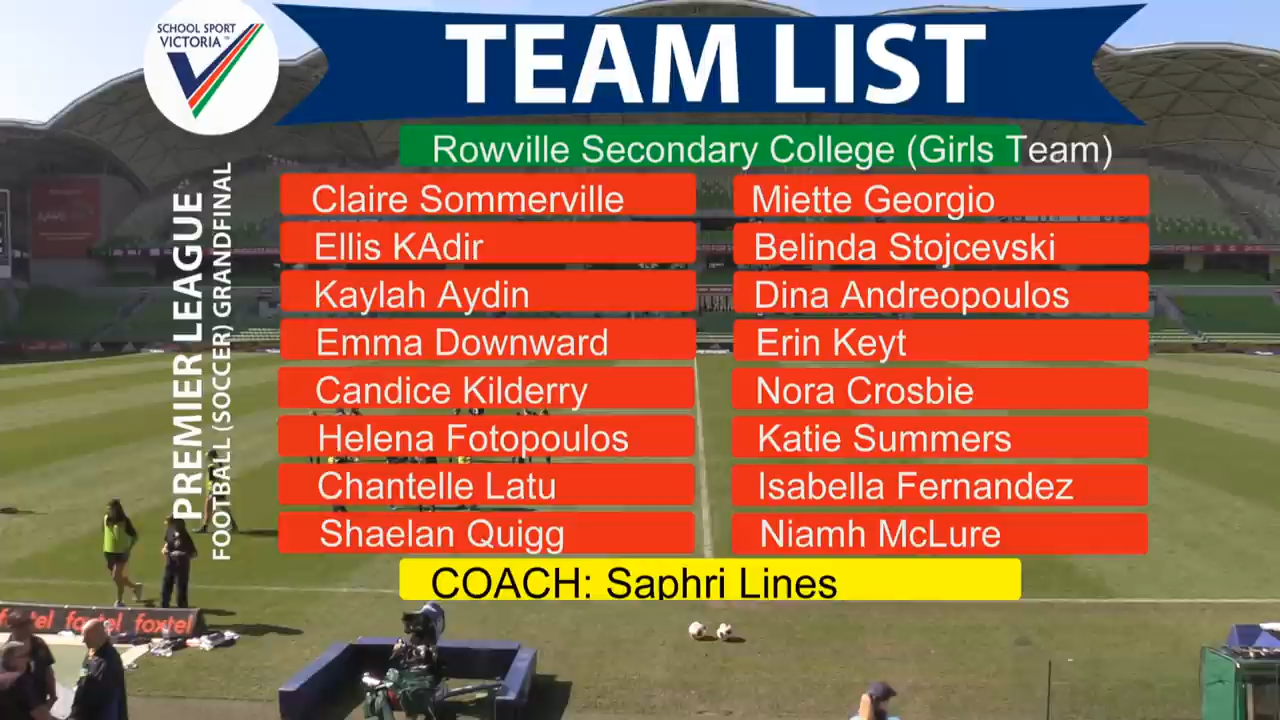 SCHOOL SPORT
VICTORIA
TEAM LIST
Rowville Secondary College (Girls Team)
PREMIER LEAGUE
FOOTBALL (SOCCER) GRANDFINAL
Claire Sommerville
Miette Georgio
Ellis KAdir
Belinda Stojcevski
Kaylah Aydin
Dina Andreopoulos
Emma Downward
Erin Keyt
Candice Kilderry
Nora Crosbie
Helena Fotopoulos
Katie Summers
Chantelle Latu
Isabella Fernandez
Shaelan Quigg
Niamh McLure
COACH: Saphri Lines
foxtel foxtel foxtel